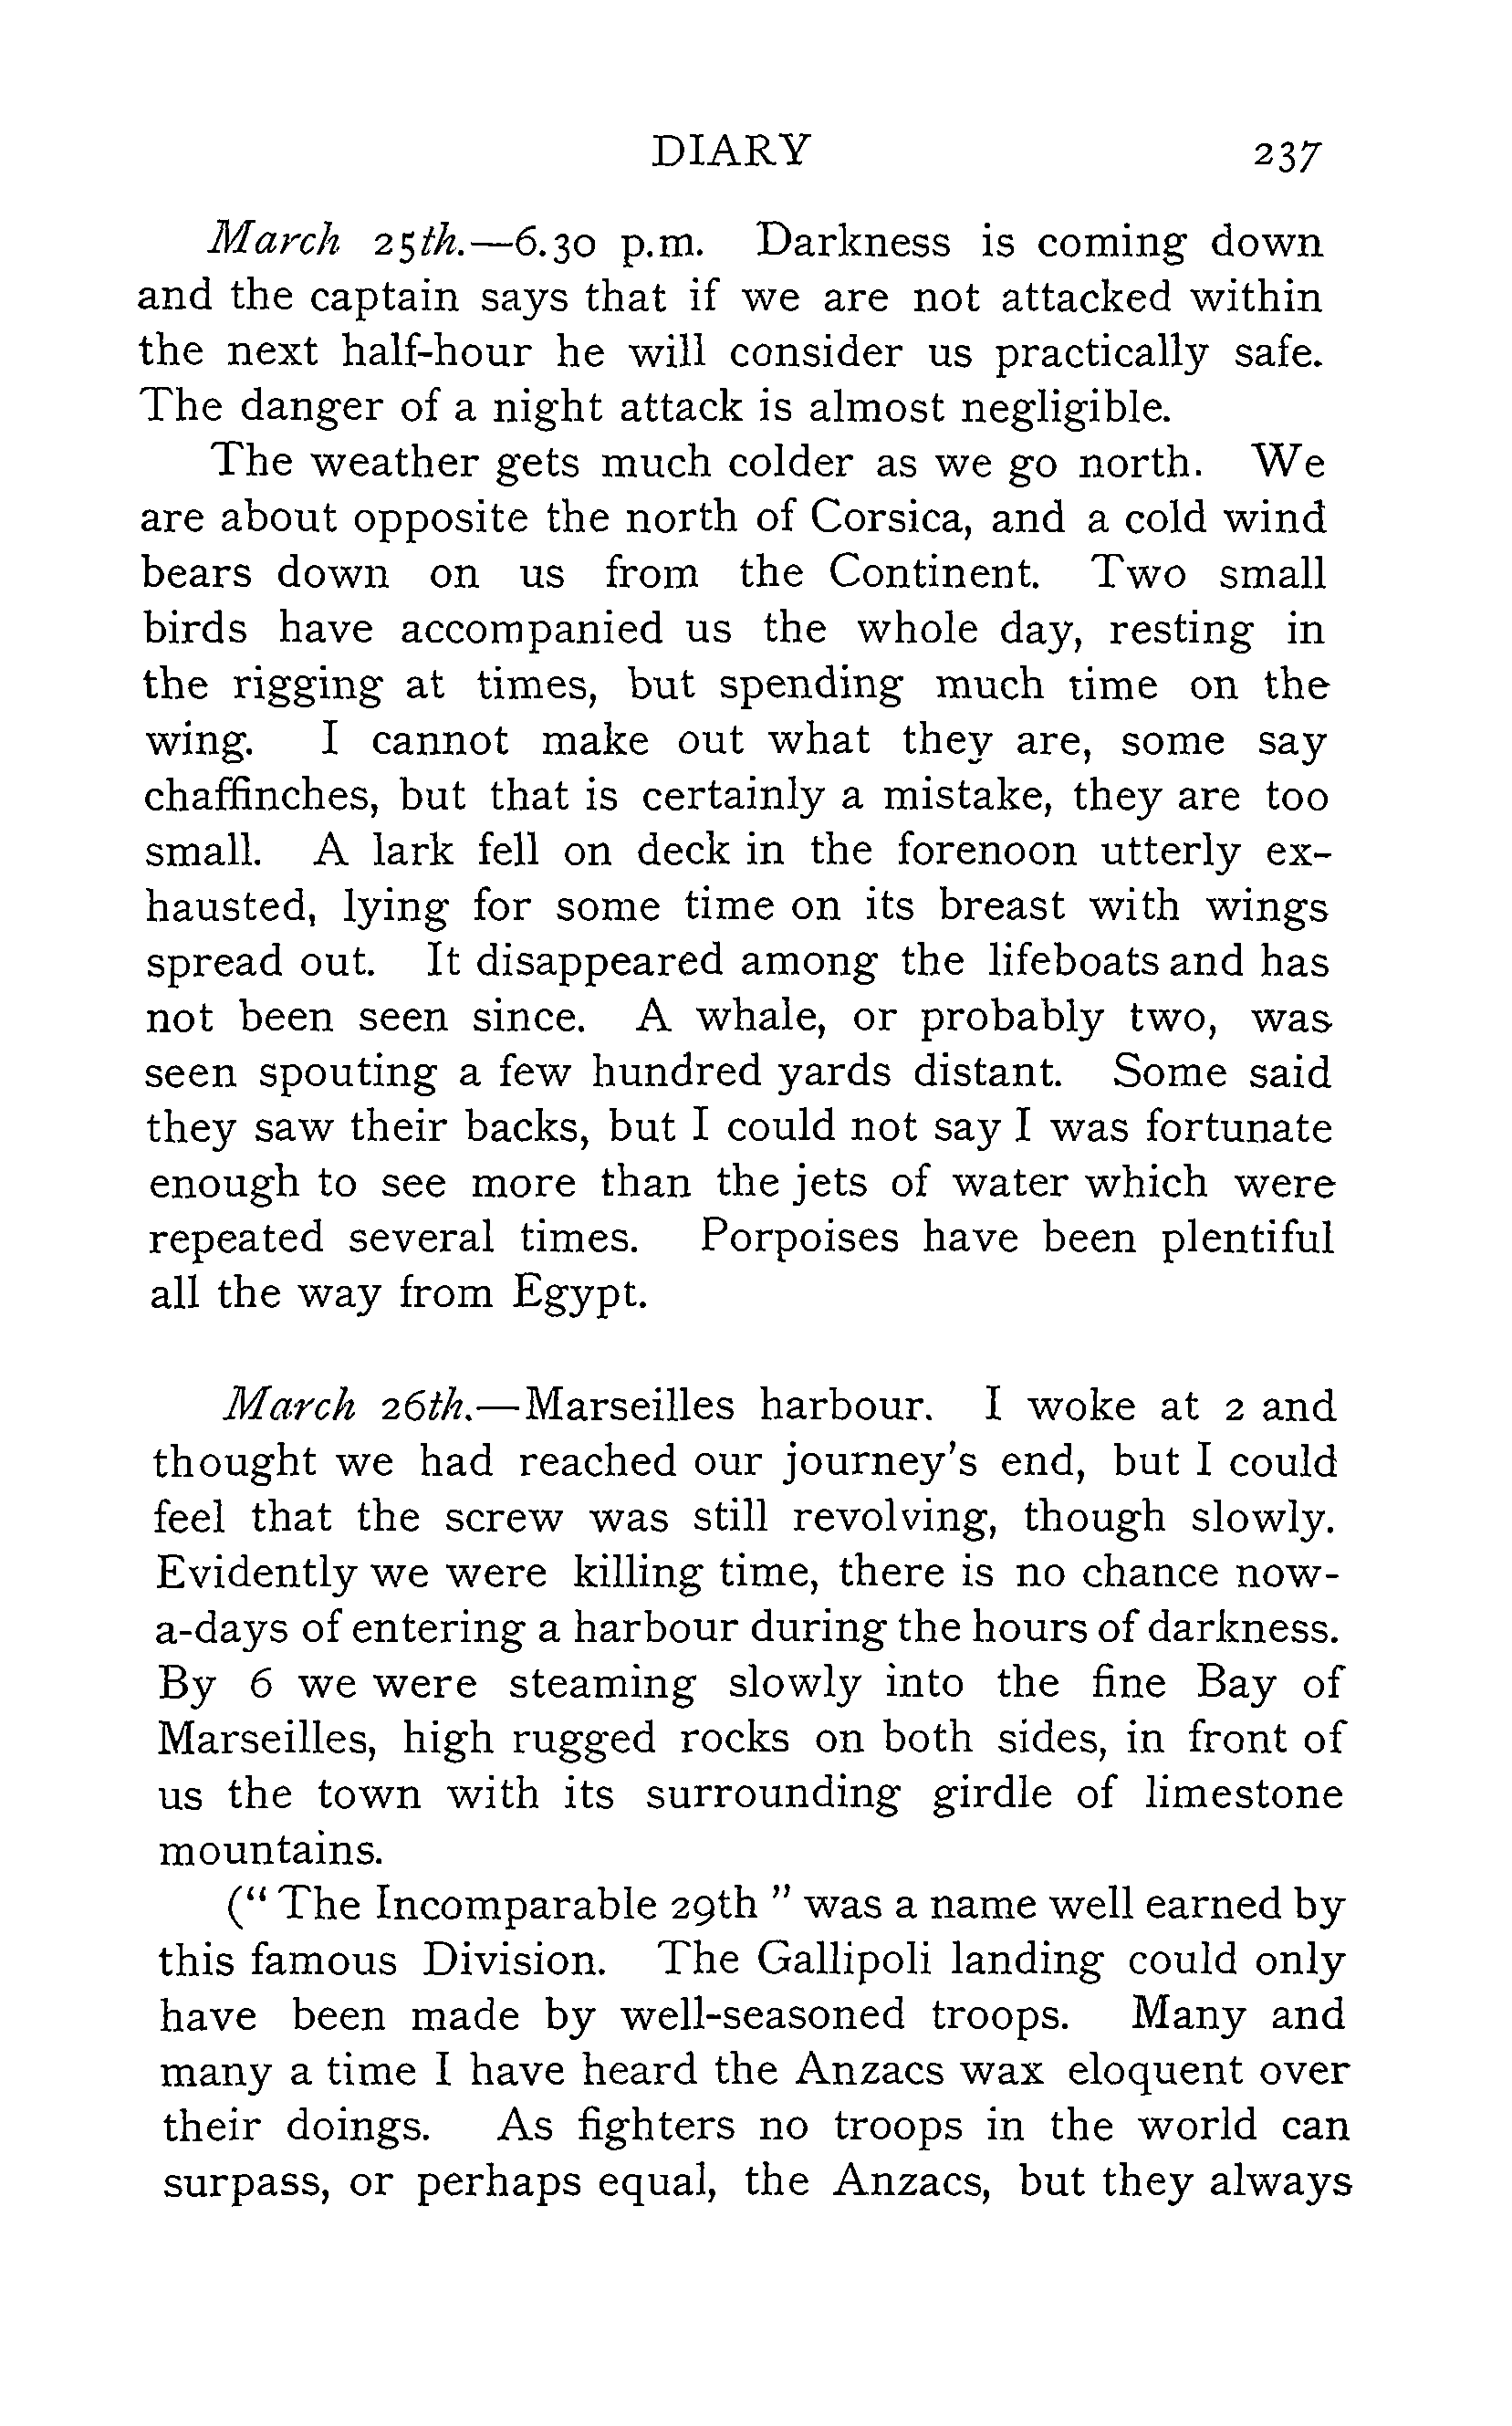 DIARY 237
March 25th.—6.30 p.m. Darkness is coming down
and the captain says that if we are not attacked within
the next half-hour he will consider us practically safe.
The danger of a night attack is almost negligible.
The weather gets much colder as we go north. We
are about opposite the north of Corsica, and a cold wind
bears down on us from the Continent. Two small
birds have accompanied us the whole day, resting in
the rigging at times, but spending much time on the
wing. I cannot make out what they are, some say
chaffinches, but that is certainly a mistake, they are too
small. A lark fell on deck in the forenoon utterly ex-
hausted, lying for some time on its breast with wings
spread out. It disappeared among the lifeboats and has
not been seen since. A whale, or probably two, was
seen spouting a few hundred yards distant. Some said
they saw their backs, but I could not say I was fortunate
enough to see more than the jets of water which were
repeated several times. Porpoises have been plentiful
all the way from Egypt.
March 26th.—Marseilles harbour. I woke at 2 and
thought we had reached our journey's end, but I could
feel that the screw was still revolving, though slowly.
Evidently we were killing time, there is no chance now-
a-days of entering a harbour during the hours of darkness.
By 6 we were steaming slowly into the fine Bay of
Marseilles, high rugged rocks on both sides, in front of
us the town with its surrounding girdle of limestone
mountains.
(“ The Incomparable 29th ” was a name well earned by
this famous Division. The Gallipoli landing could only
have been made by well-seasoned troops. Many and
many a time I have heard the Anzacs wax eloquent over
their doings. As fighters no troops in the world can
surpass, or perhaps equal, the Anzacs, but they always